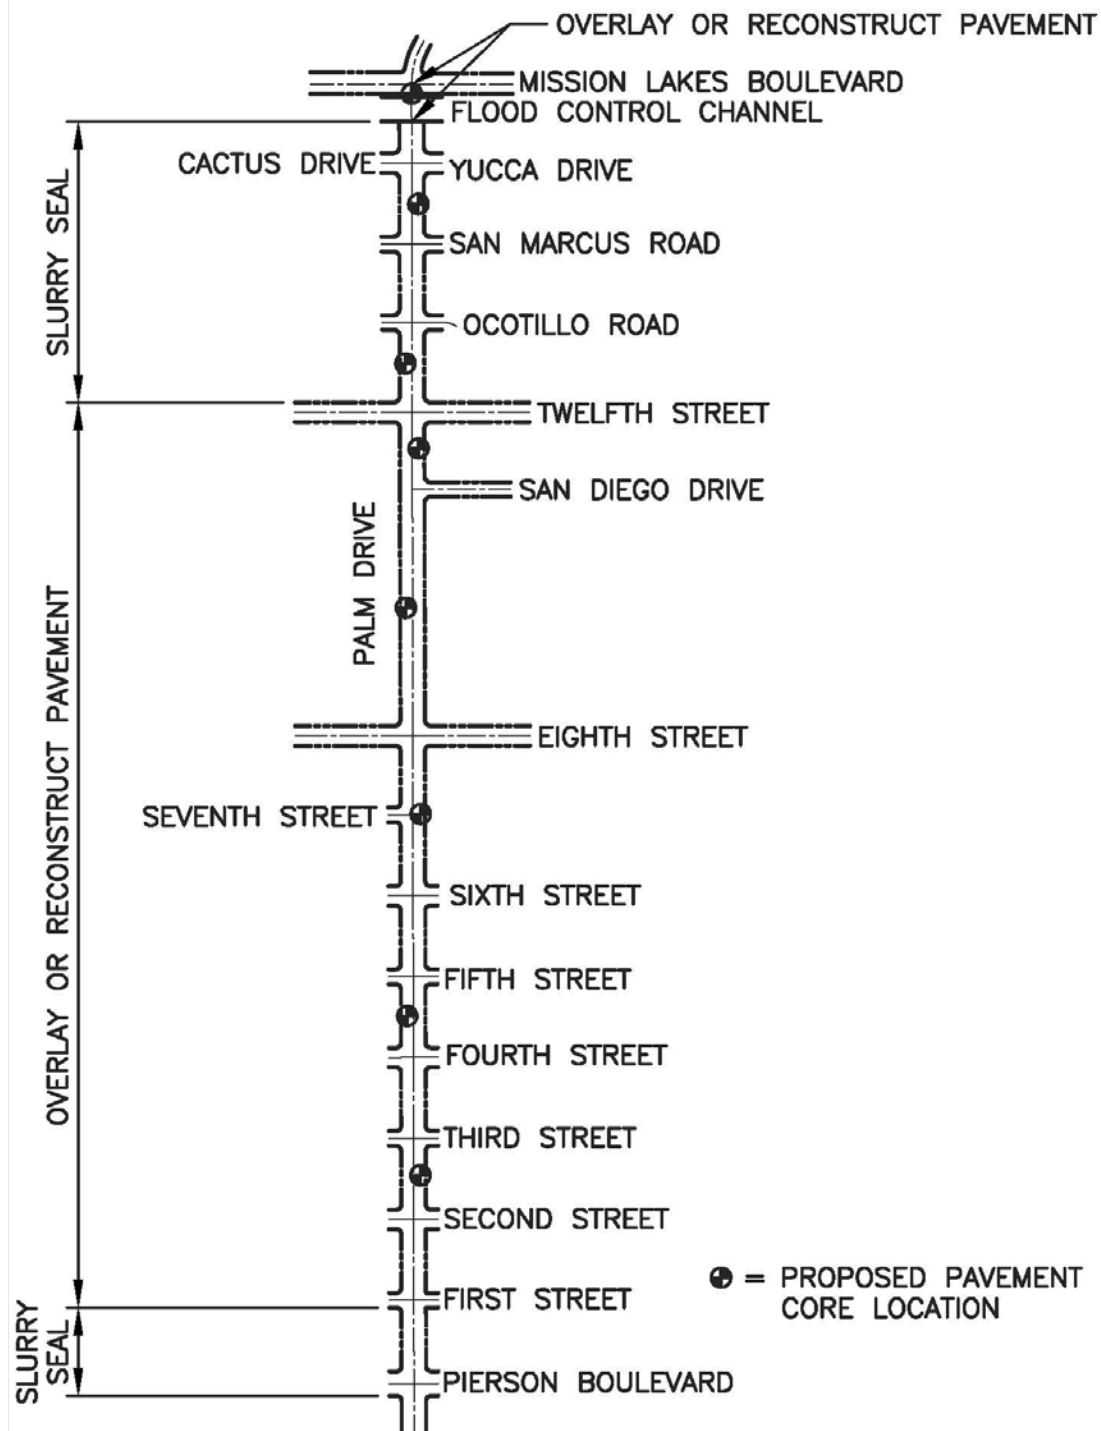 OVERLAY OR RECONSTRUCT PAVEMENT
MISSION LAKES BOULEVARD
FLOOD CONTROL CHANNEL
CACTUS DRIVE
YUCCA DRIVE
SLURRY SEAL
SAN MARCUS ROAD
OCOTILLO ROAD
TWELFTH STREET
SAN DIEGO DRIVE
PALM DRIVE
OVERLAY OR RECONSTRUCT PAVEMENT
EIGHTH STREET
SEVENTH STREET
SIXTH STREET
FIFTH STREET
FOURTH STREET
THIRD STREET
SECOND STREET
= PROPOSED PAVEMENT
CORE LOCATION
FIRST STREET
SLURRY
SEAL
PIERSON BOULEVARD